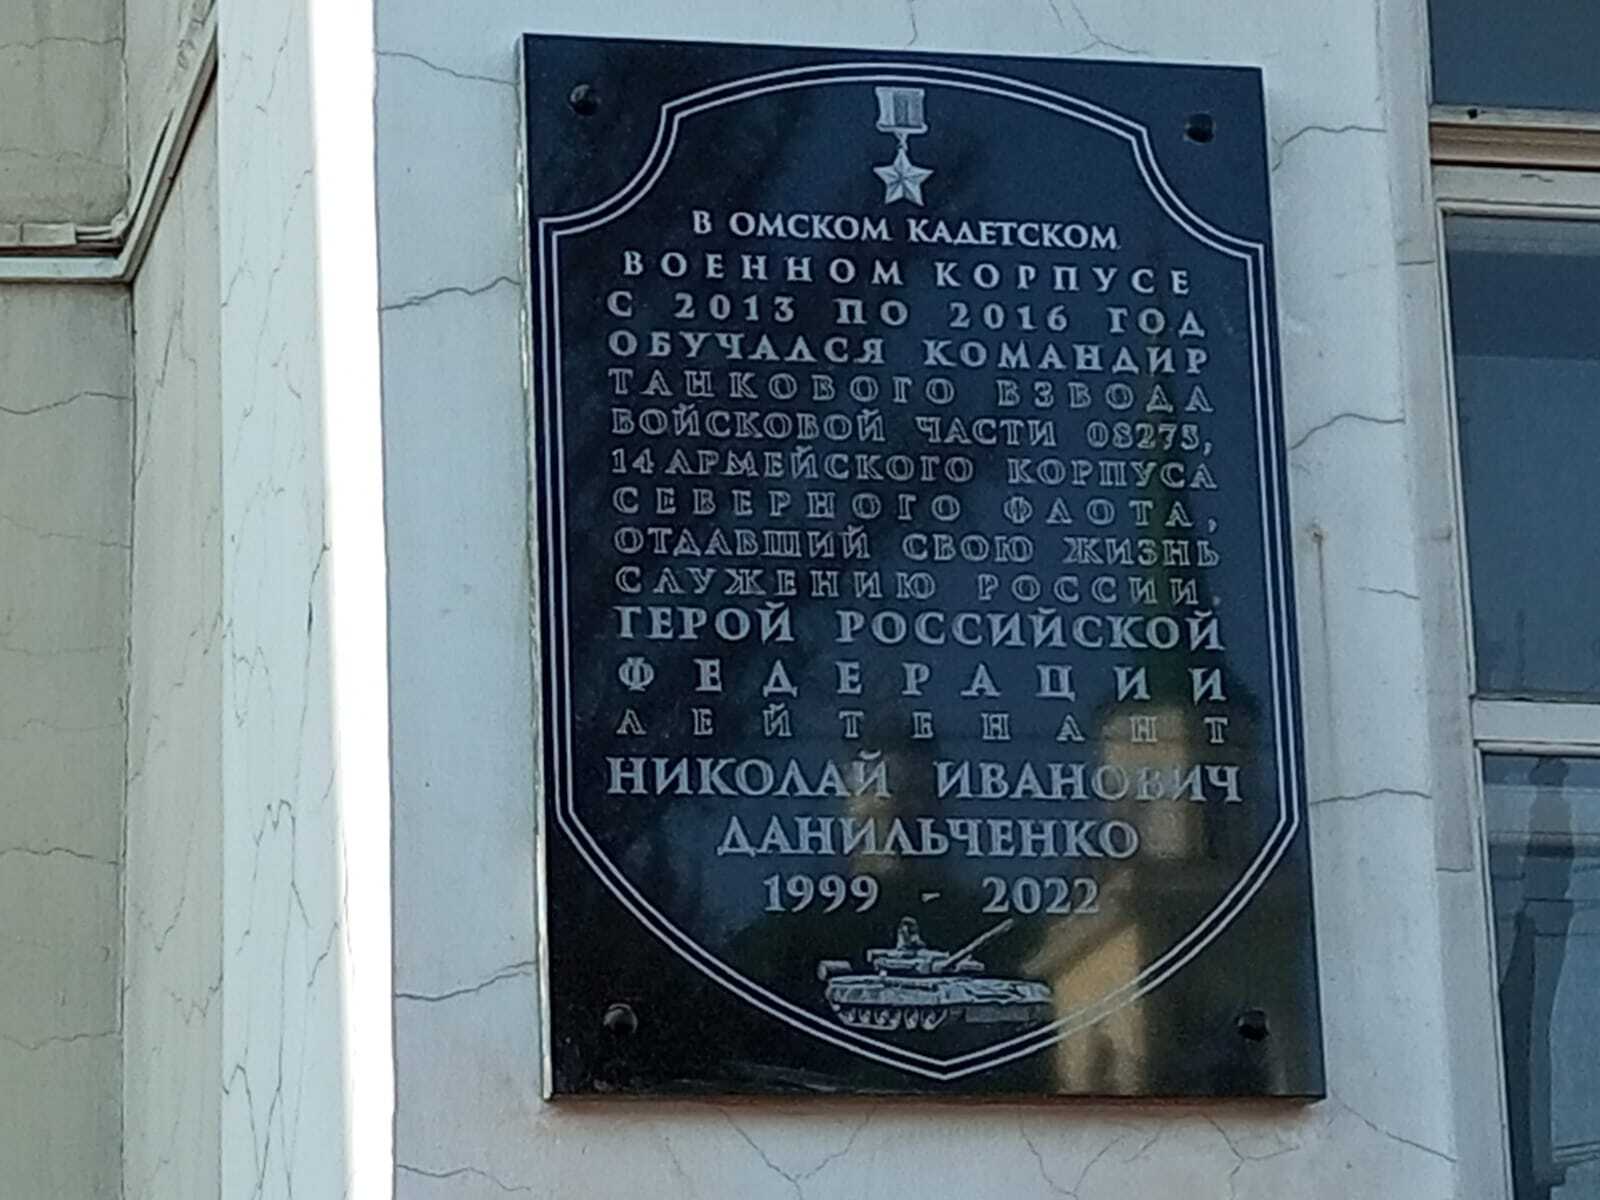 В ОМСКОМ КАДЕТСКОМ
ВОЕННОМ КОРПУСЕ
С 2013 ПО 2016 ГОД
ОБУЧАЛСЯ КОМАНДИР
ТАНКОВОГО ВЗВОДА
ВОЙСКОВОЙ ЧАСТИ 08275,
14 АРМЕЙСКОГО КОРПУСА
СЕВЕРНОГО ФЛОТА,
ОТДАВШИЙ СВОЮ ЖИЗНЬ
СЛУЖЕНИЮ РОССИИ.
ГЕРОЙ РОССИЙСКОЙ
ФЕДЕРАЦИИ
ЛЕЙТЕНАНТ
НИКОЛАЙ ИВАНОВИЧ
ДАНИЛЬЧЕНКО
1999 - 2022